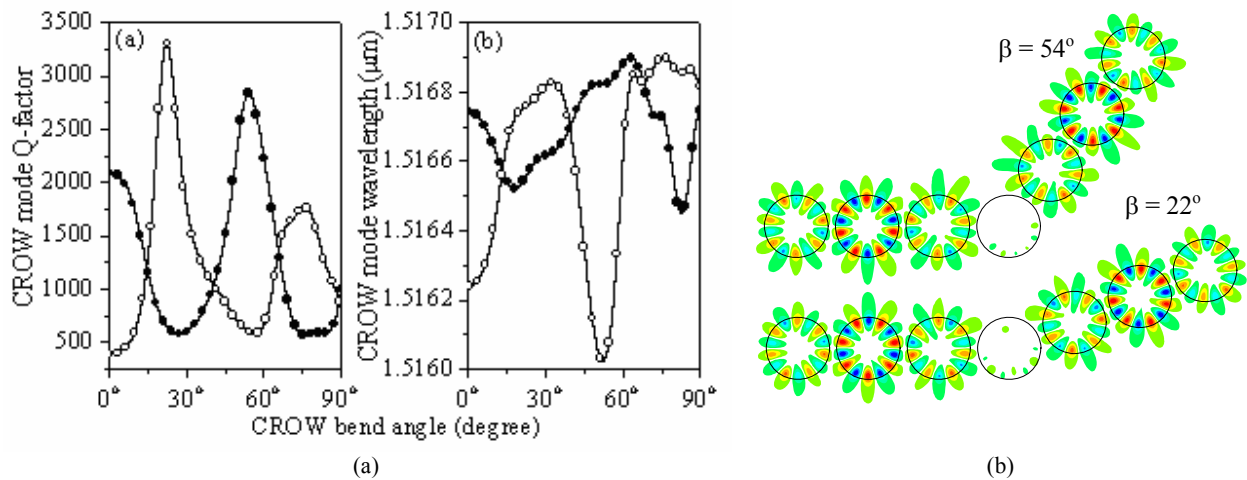 (a)
CROW mode Q-factor
3500
3000
2500
2000
1500
1000
500
0° 30° 60° 90°
(b)
CROW mode wavelength (μm)
1.5170
1.5168
1.5166
1.5164
1.5162
1.5160
0° 30° 60° 90°
CROW bend angle (degree)
β = 54°
β = 22°
(a)
(b)